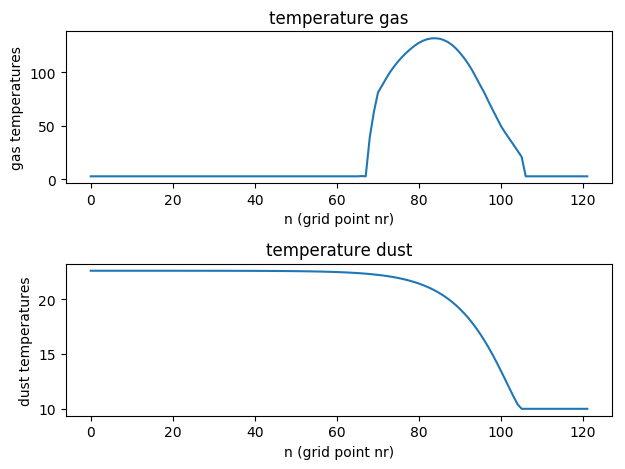 temperature gas
gas temperatures
100
50
0
0 20 40 60 80 100 120
n (grid point nr)
temperature dust
dust temperatures
20
15
10
0 20 40 60 80 100 120
n (grid point nr)